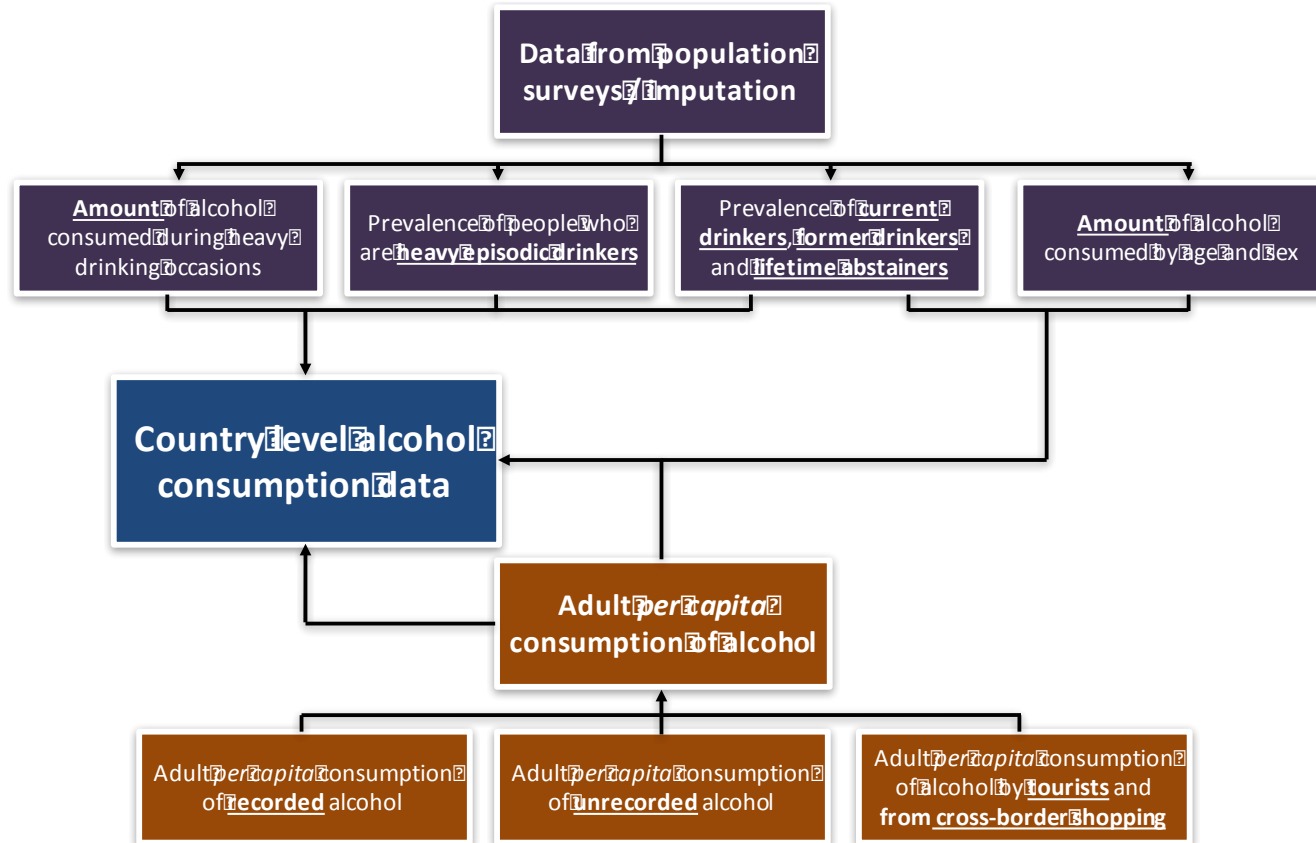 Data from population
surveys / imputation
Amount of alcohol
consumed during heavy
drinking occasions
Prevalence of people who
are heavy episodic drinkers
Prevalence of current
drinkers, former drinkers
and lifetime abstainers
Amount of alcohol
consumed by age and sex
Country level alcohol
consumption data
Adult per capita
consumption of alcohol
Adult per capita consumption
of recorded alcohol
Adult per capita consumption
of unrecorded alcohol
Adult per capita consumption
of alcohol by tourists and
from cross-border shopping